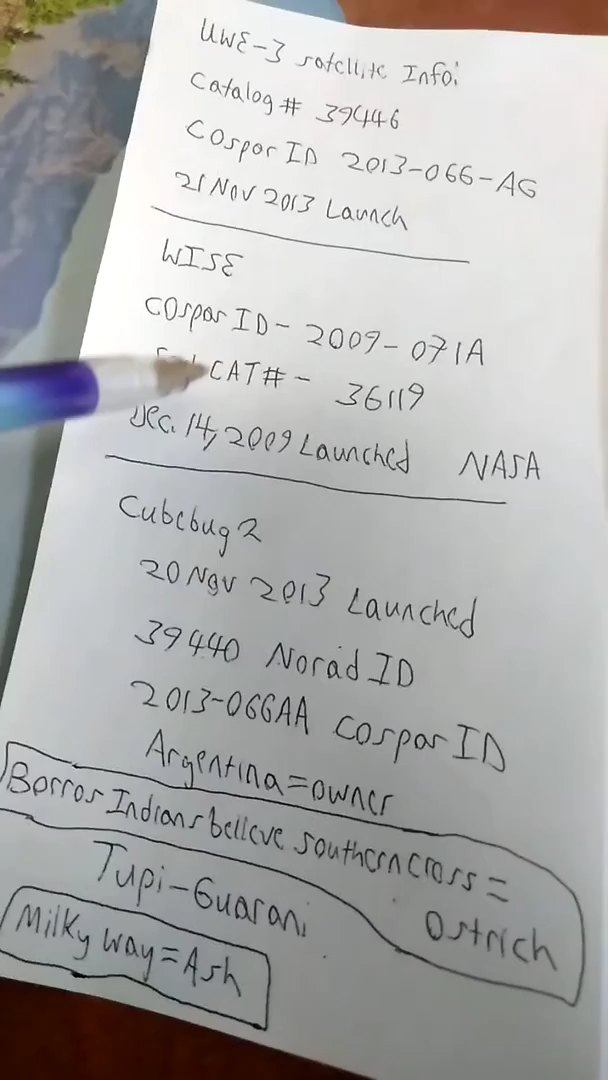 UWE-3 satellite Info:
Catalog# 39446
COspar ID 2013-066-AG
21 Nov 2013 Launch
WISE
COspar ID- 2009-071A
CAT#- 36119
Dec. 14, 2009 Launched NASA
Cubebug 2
20 Nov 2013 Launched
39440 Norad ID
2013-066AA COspar ID
Argentina=owner
Borros Indians believe southern cross =
Ostrich
Tupi-Guarani
Milky way=Ash